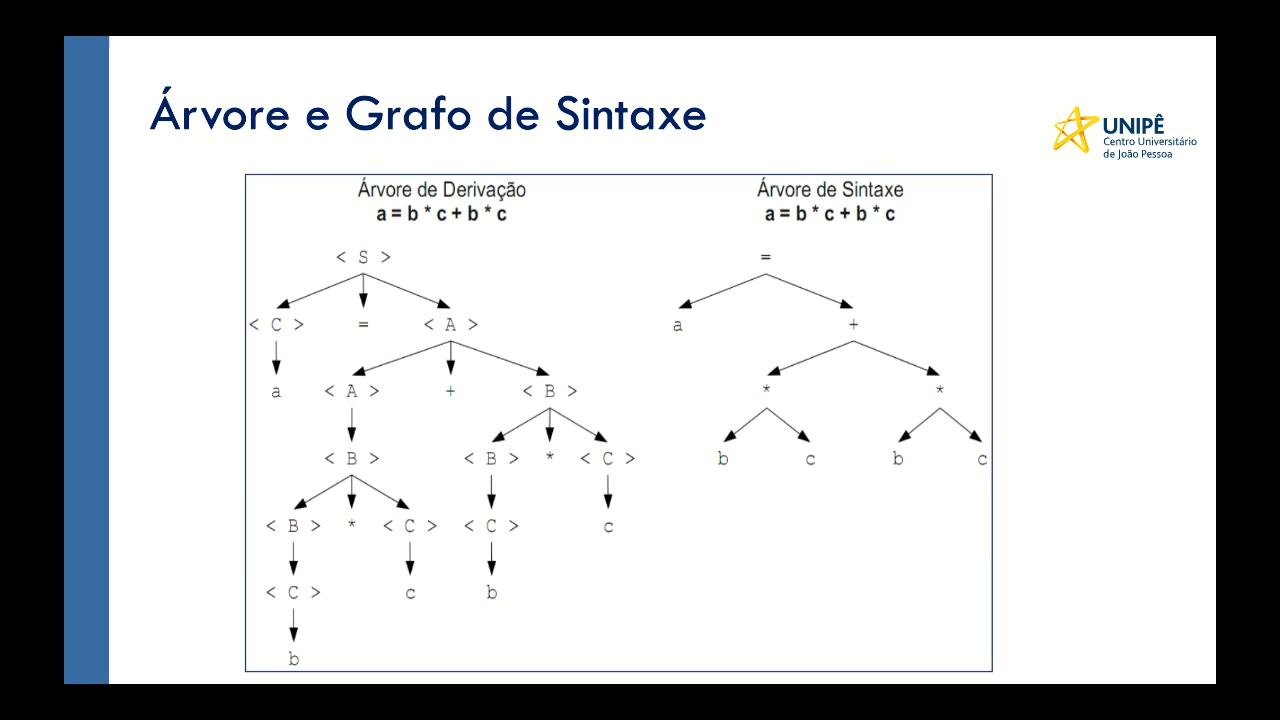 Árvore e Grafo de Sintaxe
UNIPÊ
Centro Universitário
de João Pessoa
Árvore de Derivação
a = b * c + b * c
< S >
< C > = < A >
a < A > + < B >
< B > < B > * < C >
< B > * < C > < C > c
< C > c b
b
Árvore de Sintaxe
a = b * c + b * c
=
a +
* *
b c b c